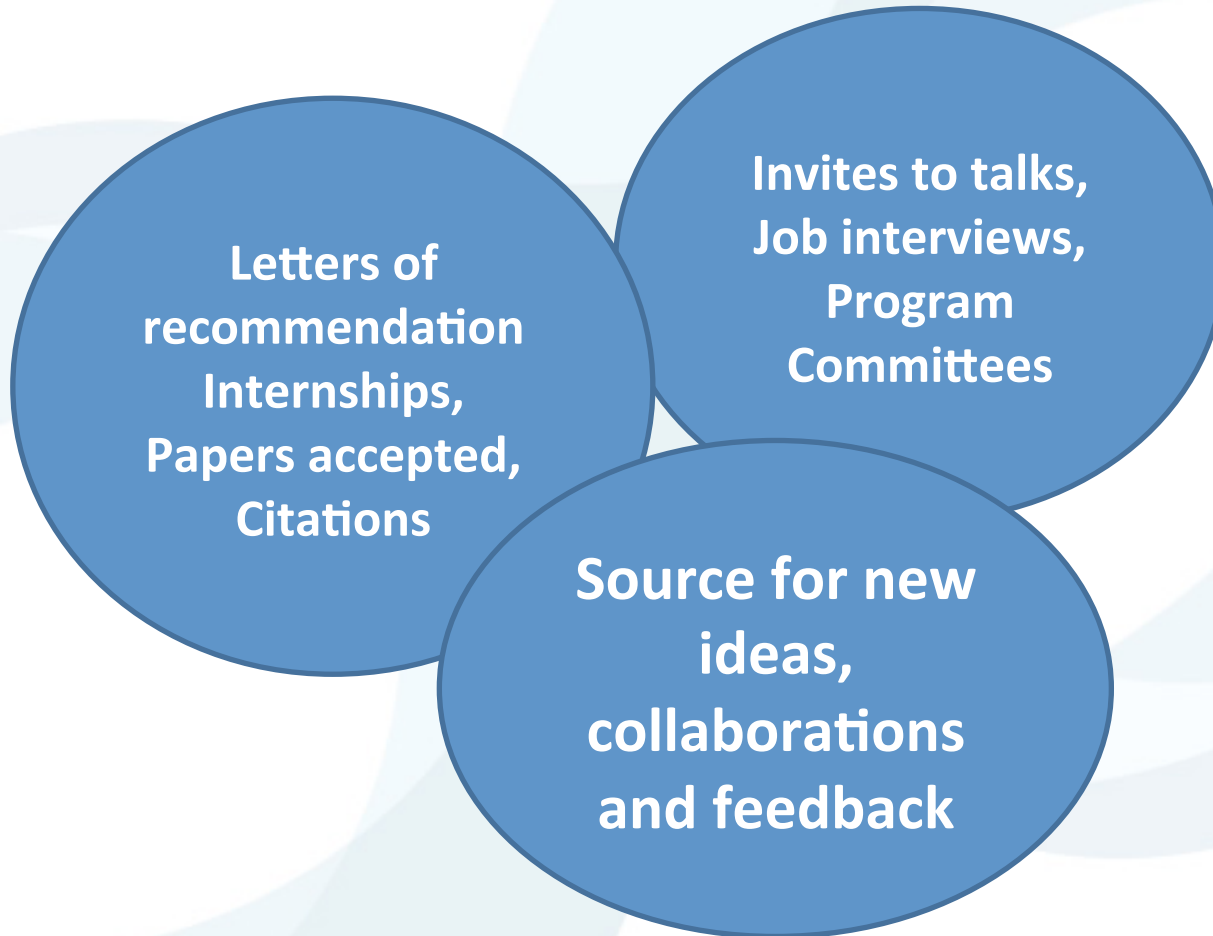 Letters of
recommendation
Internships,
Papers accepted,
Citations
Invites to talks,
Job interviews,
Program
Committees
Source for new
ideas,
collaborations
and feedback